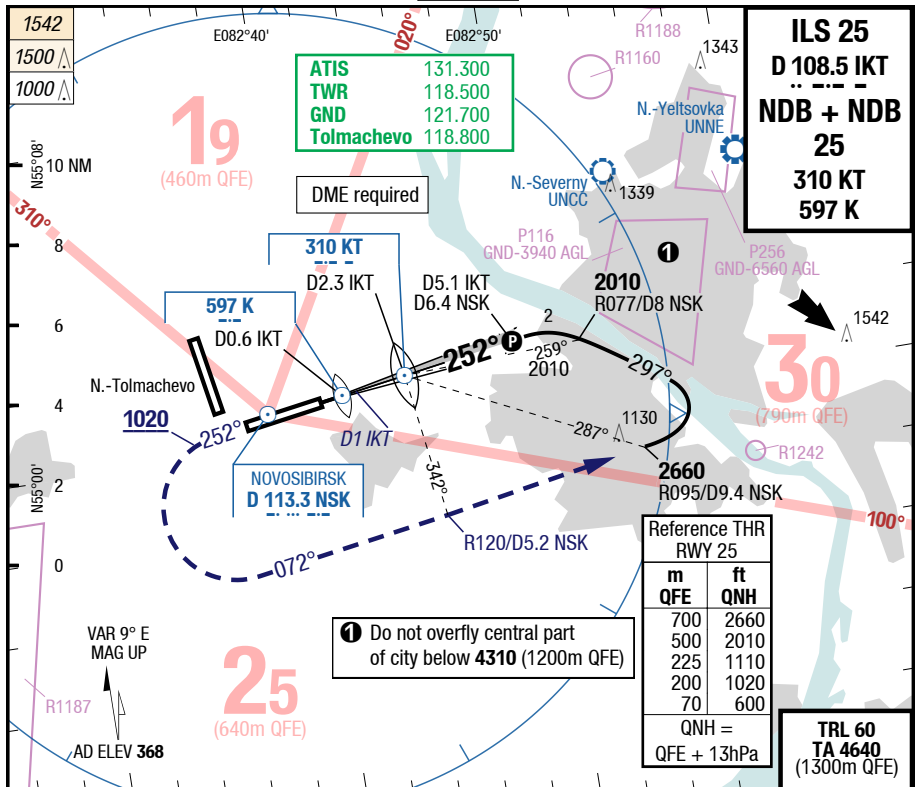 1542
1500
1000
E082°40'
E082°50'
020°
R1188
R1160
1343
ILS 25
D 108.5 IKT
NDB + NDB
25
310 KT
597 K
ATIS 131.300
TWR 118.500
GND 121.700
Tolmachevo 118.800
19
(460m QFE)
N.-Yeltsovka
UNNE
N55°08'
10 NM
DME required
N.-Severny
UNCC
1339
310°
8
310 KT
P116
GND-3940 AGL
1
P256
GND-6560 AGL
D2.3 IKT
D5.1 IKT
D6.4 NSK
2010
R077/D8 NSK
597 K
D0.6 IKT
6
252°
P
2
259°
2010
297°
1542
30
(790m QFE)
N.-Tolmachevo
4
1020
252°
D1 IKT
287°
1130
R1242
NOVOSIBIRSK
D 113.3 NSK
342°
2660
R095/D9.4 NSK
N55°00'
2
100°
R120/D5.2 NSK
072°
0
Reference THR
RWY 25
m ft
QFE QNH
700 2660
500 2010
225 1110
200 1020
70 600
QNH =
QFE + 13hPa
1 Do not overfly central part
of city below 4310 (1200m QFE)
VAR 9° E
MAG UP
25
(640m QFE)
R1187
AD ELEV 368
TRL 60
TA 4640
(1300m QFE)